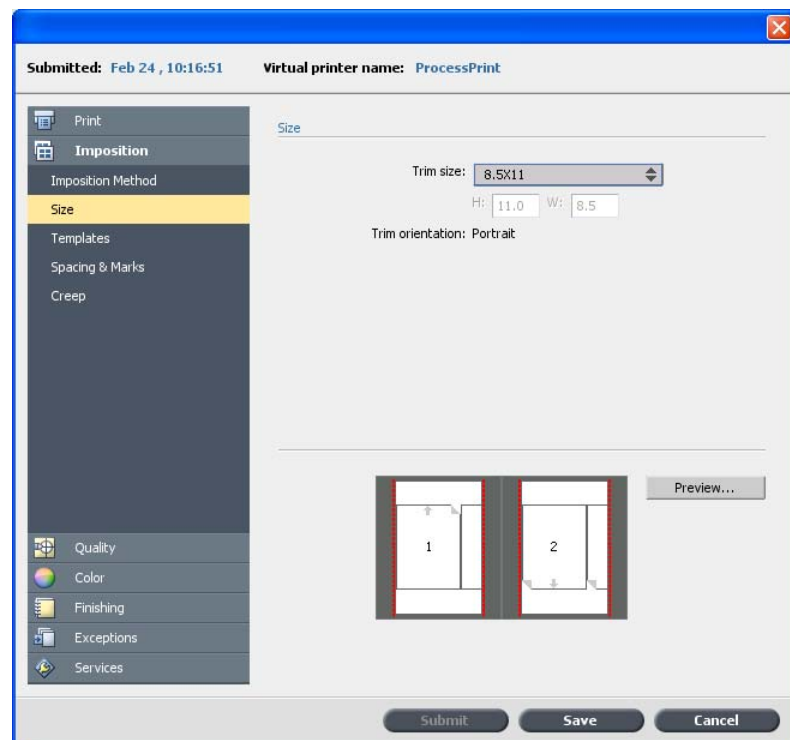 Submitted: Feb 24 , 10:16:51 Virtual printer name: ProcessPrint
Print
Imposition
Imposition Method
Size
Templates
Spacing & Marks
Creep
Quality
Color
Finishing
Exceptions
Services
Size
Trim size: 8.5X11
H: 11.0 W: 8.5
Trim orientation: Portrait
1 2
Preview...
Submit Save Cancel